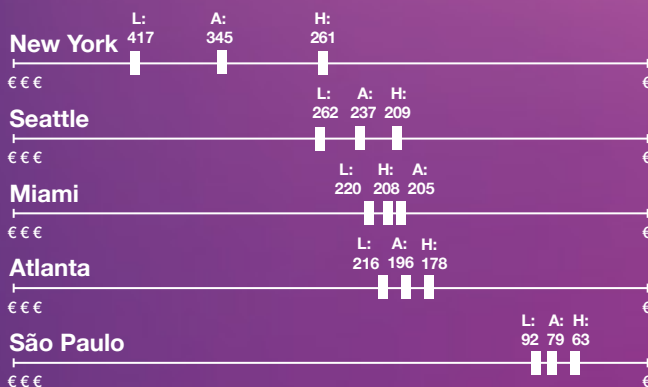 L: A: H:
New York 417 345 261
€€€ €
L: A: H:
Seattle 262 237 209
€€€ €
L: H: A:
Miami 220 208 205
€€€ €
L: A: H:
Atlanta 216 196 178
€€€ €
L: A: H:
São Paulo 92 79 63
€€€ €